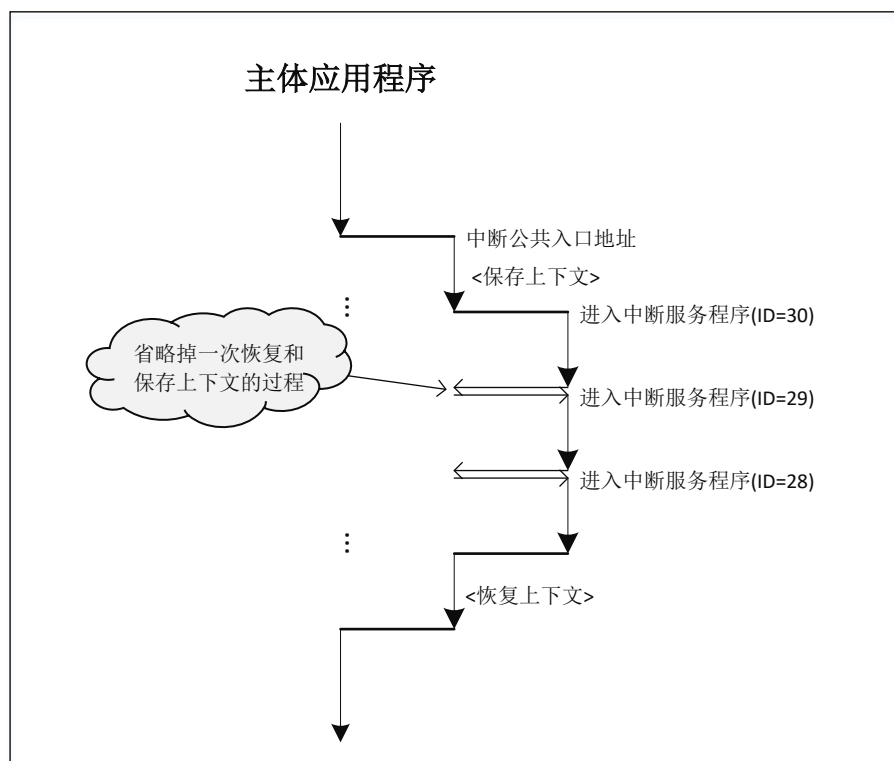 主体应用程序
中断公共入口地址
<保存上下文>
进入中断服务程序(ID=30)
省略掉一次恢复和
保存上下文的过程
进入中断服务程序(ID=29)
进入中断服务程序(ID=28)
<恢复上下文>